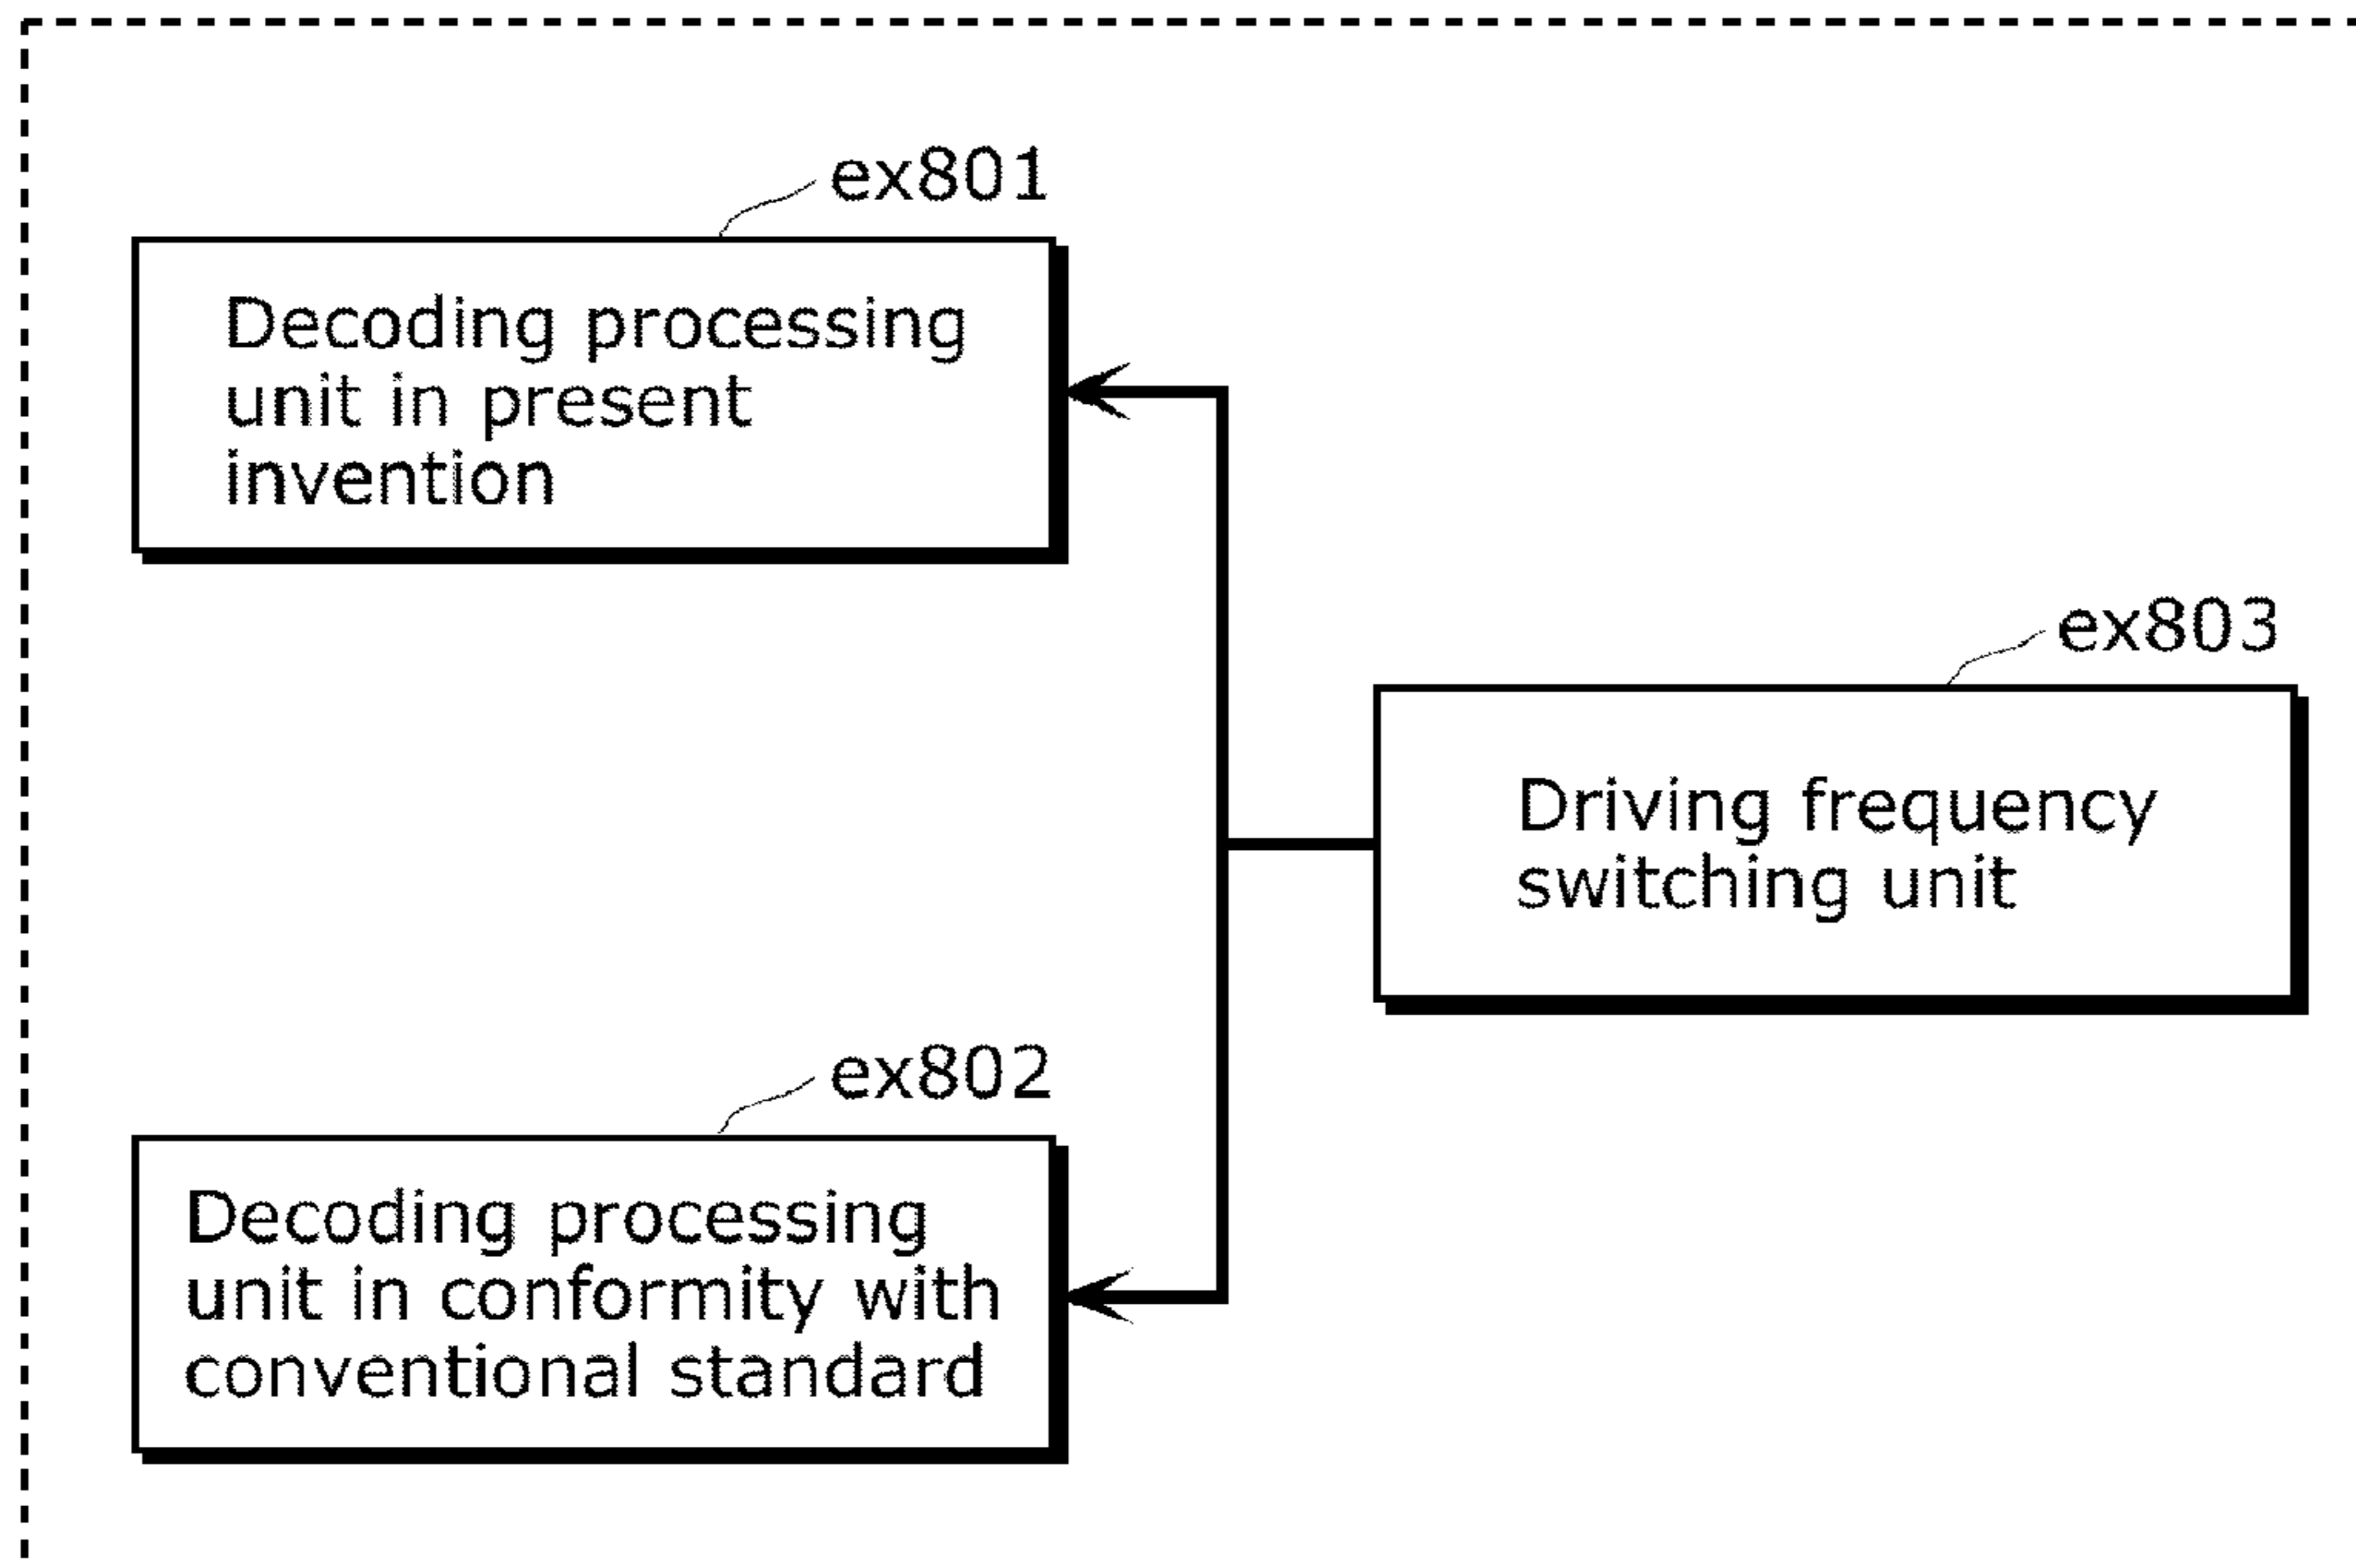 ex801
Decoding processing
unit in present
invention
ex803
Driving frequency
switching unit
ex802
Decoding processing
unit in conformity with
conventional standard